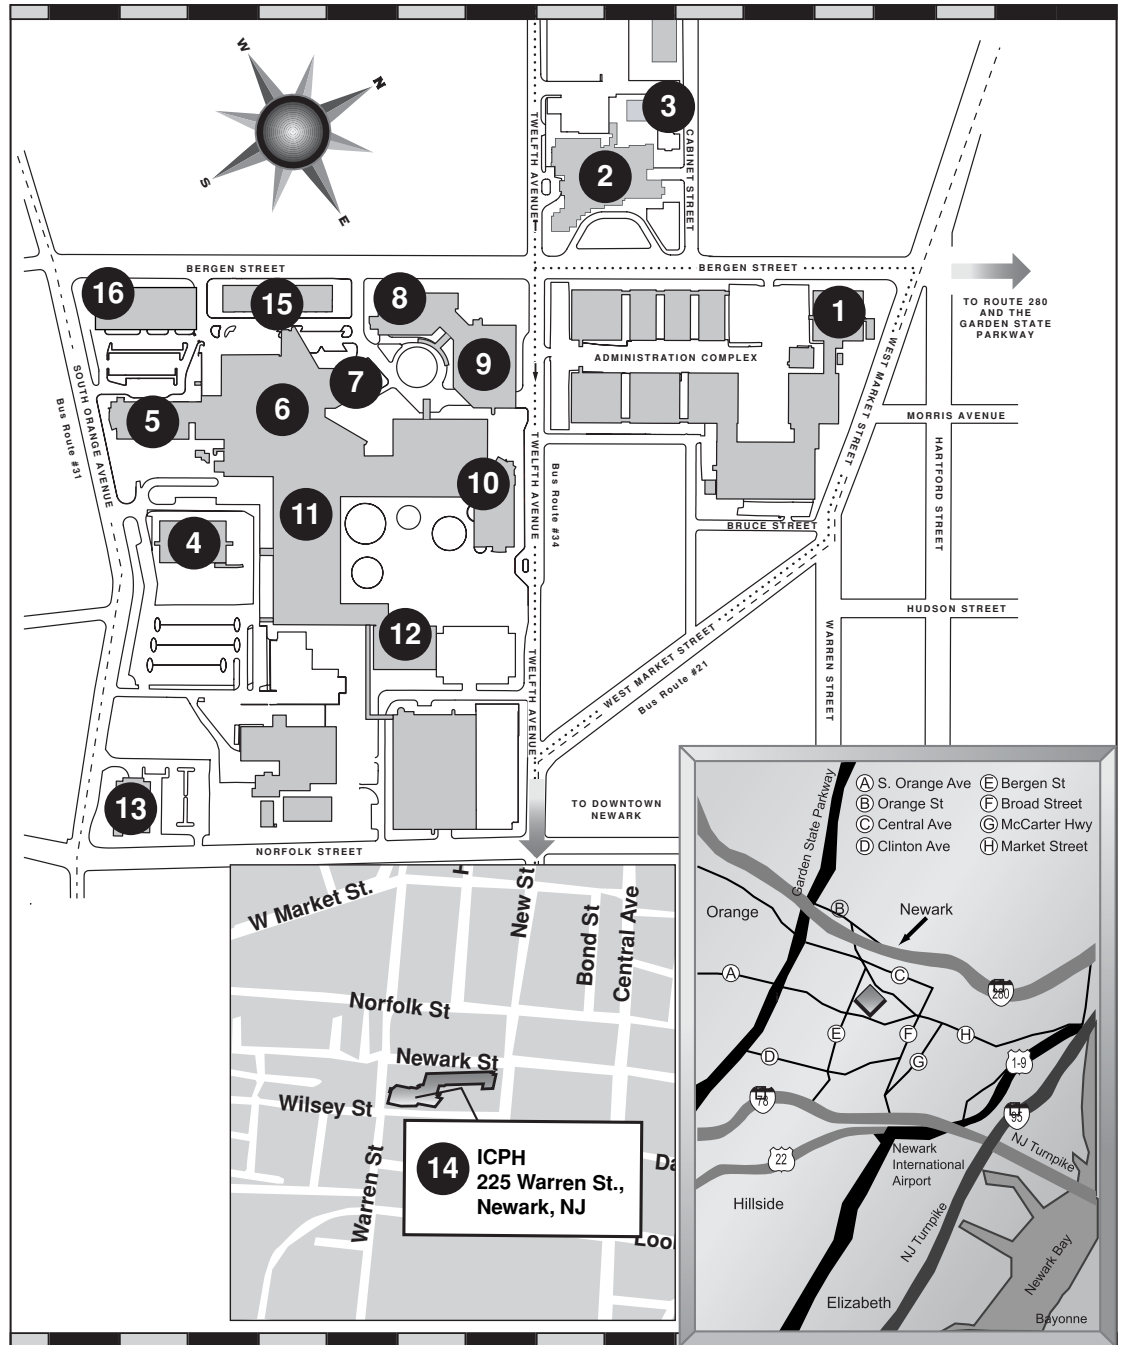 W
N
S
E
TWELFTH AVENUE
CABINET STREET
3
2
BERGEN STREET
BERGEN STREET
16
15
8
1
TO ROUTE 280
AND THE
GARDEN STATE
PARKWAY
9
7
6
5
ADMINISTRATION COMPLEX
WEST MARKET STREET
MORRIS AVENUE
SOUTH ORANGE AVENUE
Bus Route #31
10
11
4
TWELFTH AVENUE
Bus Route #34
BRUCE STREET
HARTFORD STREET
HUDSON STREET
12
WEST MARKET STREET
Bus Route #21
WARREN STREET
TWELFTH AVENUE
13
TO DOWNTOWN
NEWARK
NORFOLK STREET
W Market St.
H
New St
Bond St
Central Ave
Norfolk St
Newark St
Wilsey St
Warren St
Da
Loo
14
ICPH
225 Warren St.,
Newark, NJ
A S. Orange Ave
B Orange St
C Central Ave
D Clinton Ave
E Bergen St
F Broad Street
G McCarter Hwy
H Market Street
Garden State Parkway
Orange
B
Newark
A
C
280
E
F
H
D
G
1-9
78
95
22
Newark
International
Airport
NJ Turnpike
Hillside
NJ Turnpike
Newark Bay
Elizabeth
Bayonne